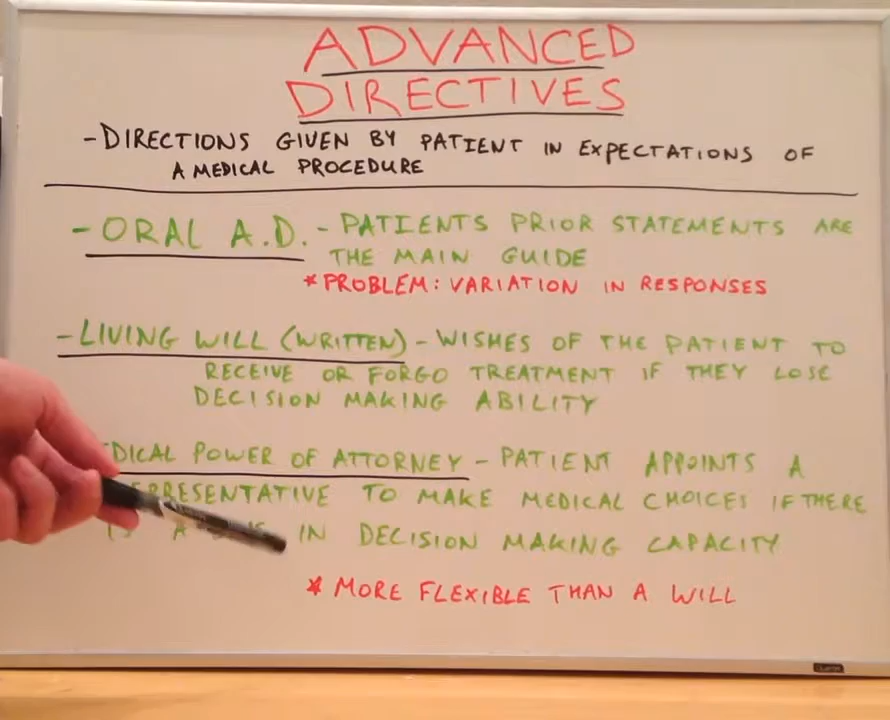 ADVANCED
DIRECTIVES
-DIRECTIONS GIVEN BY PATIENT IN EXPECTATIONS OF
A MEDICAL PROCEDURE
-ORAL A.D. - PATIENTS PRIOR STATEMENTS ARE
THE MAIN GUIDE
*PROBLEM: VARIATION IN RESPONSES
-LIVING WILL (WRITTEN) - WISHES OF THE PATIENT TO
RECEIVE OR FORGO TREATMENT IF THEY LOSE
DECISION MAKING ABILITY
DICAL POWER OF ATTORNEY - PATIENT APPOINTS A
PRESENTATIVE TO MAKE MEDICAL CHOICES IF THERE
IS A IN DECISION MAKING CAPACITY
* MORE FLEXIBLE THAN A WILL